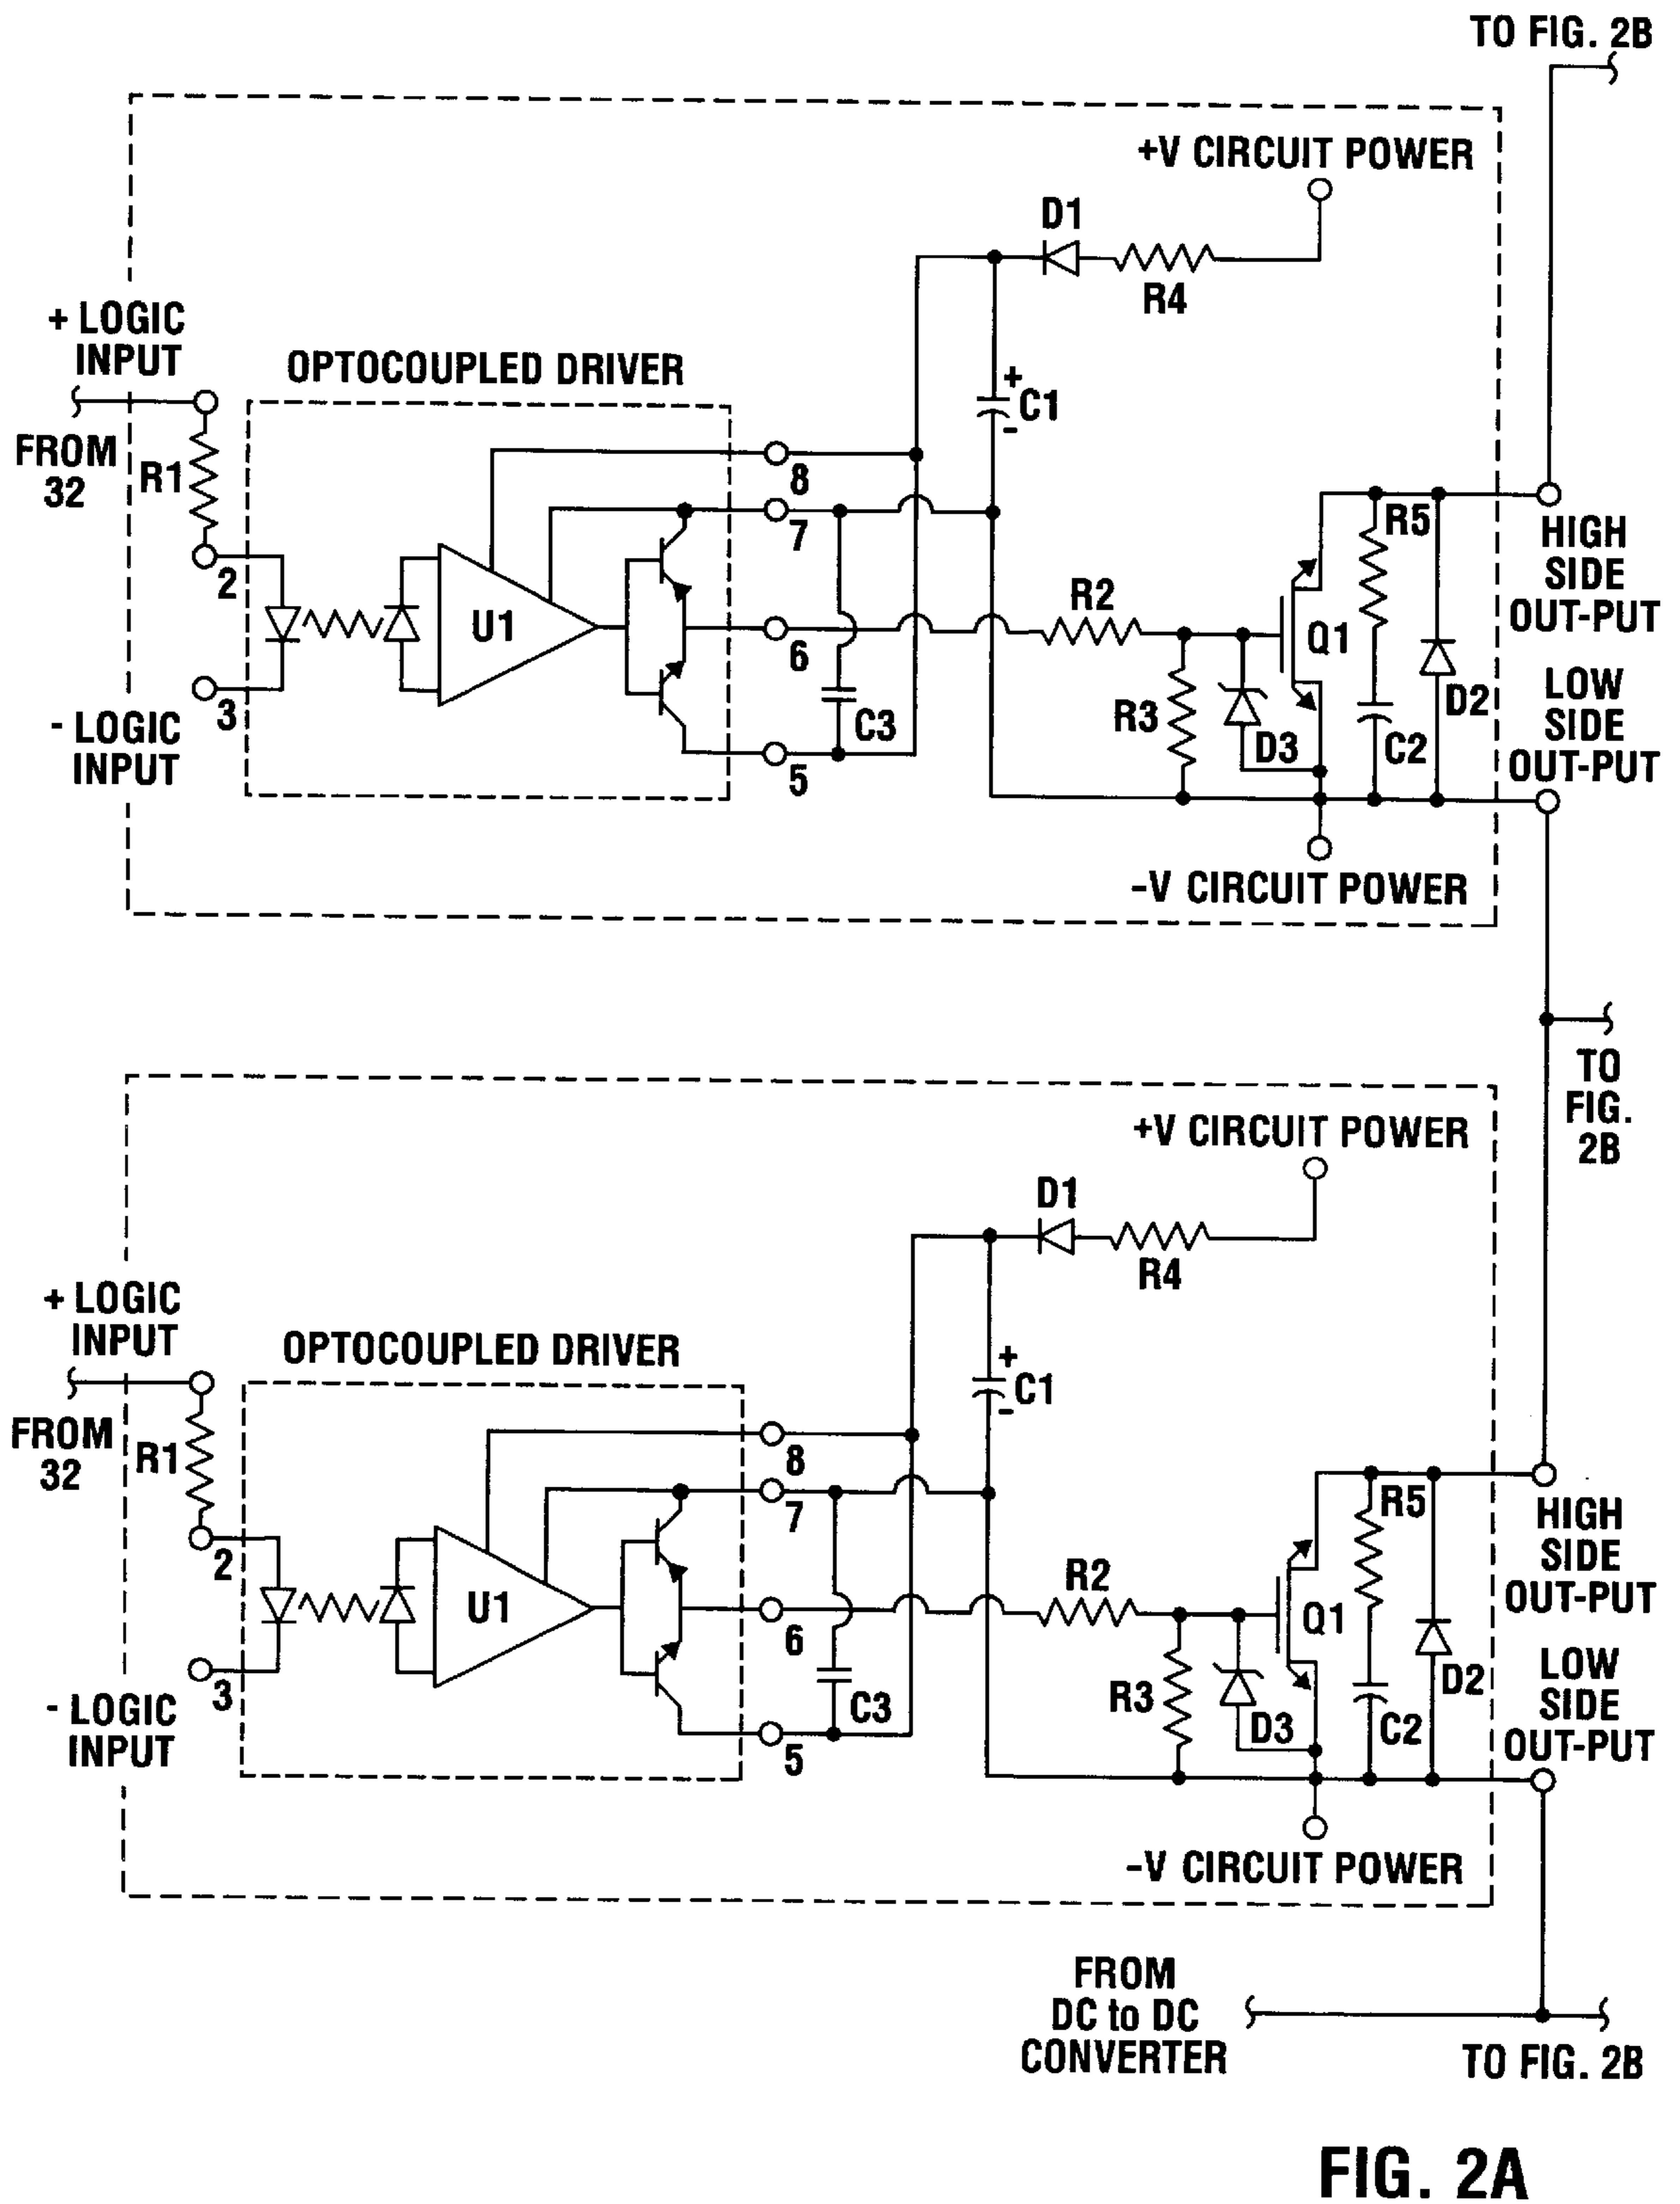 TO FIG. 2B
+V CIRCUIT POWER
D1
R4
+ LOGIC
INPUT
OPTOCOUPLED DRIVER
+
C1
-
FROM
32
R1
8
7
R5
HIGH
SIDE
OUT-PUT
2
U1
R2
Q1
6
LOW
SIDE
OUT-PUT
3
R3
D3
D2
C3
C2
- LOGIC
INPUT
5
-V CIRCUIT POWER
TO
FIG.
2B
+V CIRCUIT POWER
D1
R4
+ LOGIC
INPUT
OPTOCOUPLED DRIVER
+
C1
-
FROM
32
R1
8
7
R5
HIGH
SIDE
OUT-PUT
2
U1
R2
Q1
6
LOW
SIDE
OUT-PUT
3
R3
D3
D2
C3
C2
- LOGIC
INPUT
5
-V CIRCUIT POWER
FROM
DC to DC
CONVERTER
TO FIG. 2B
FIG. 2A